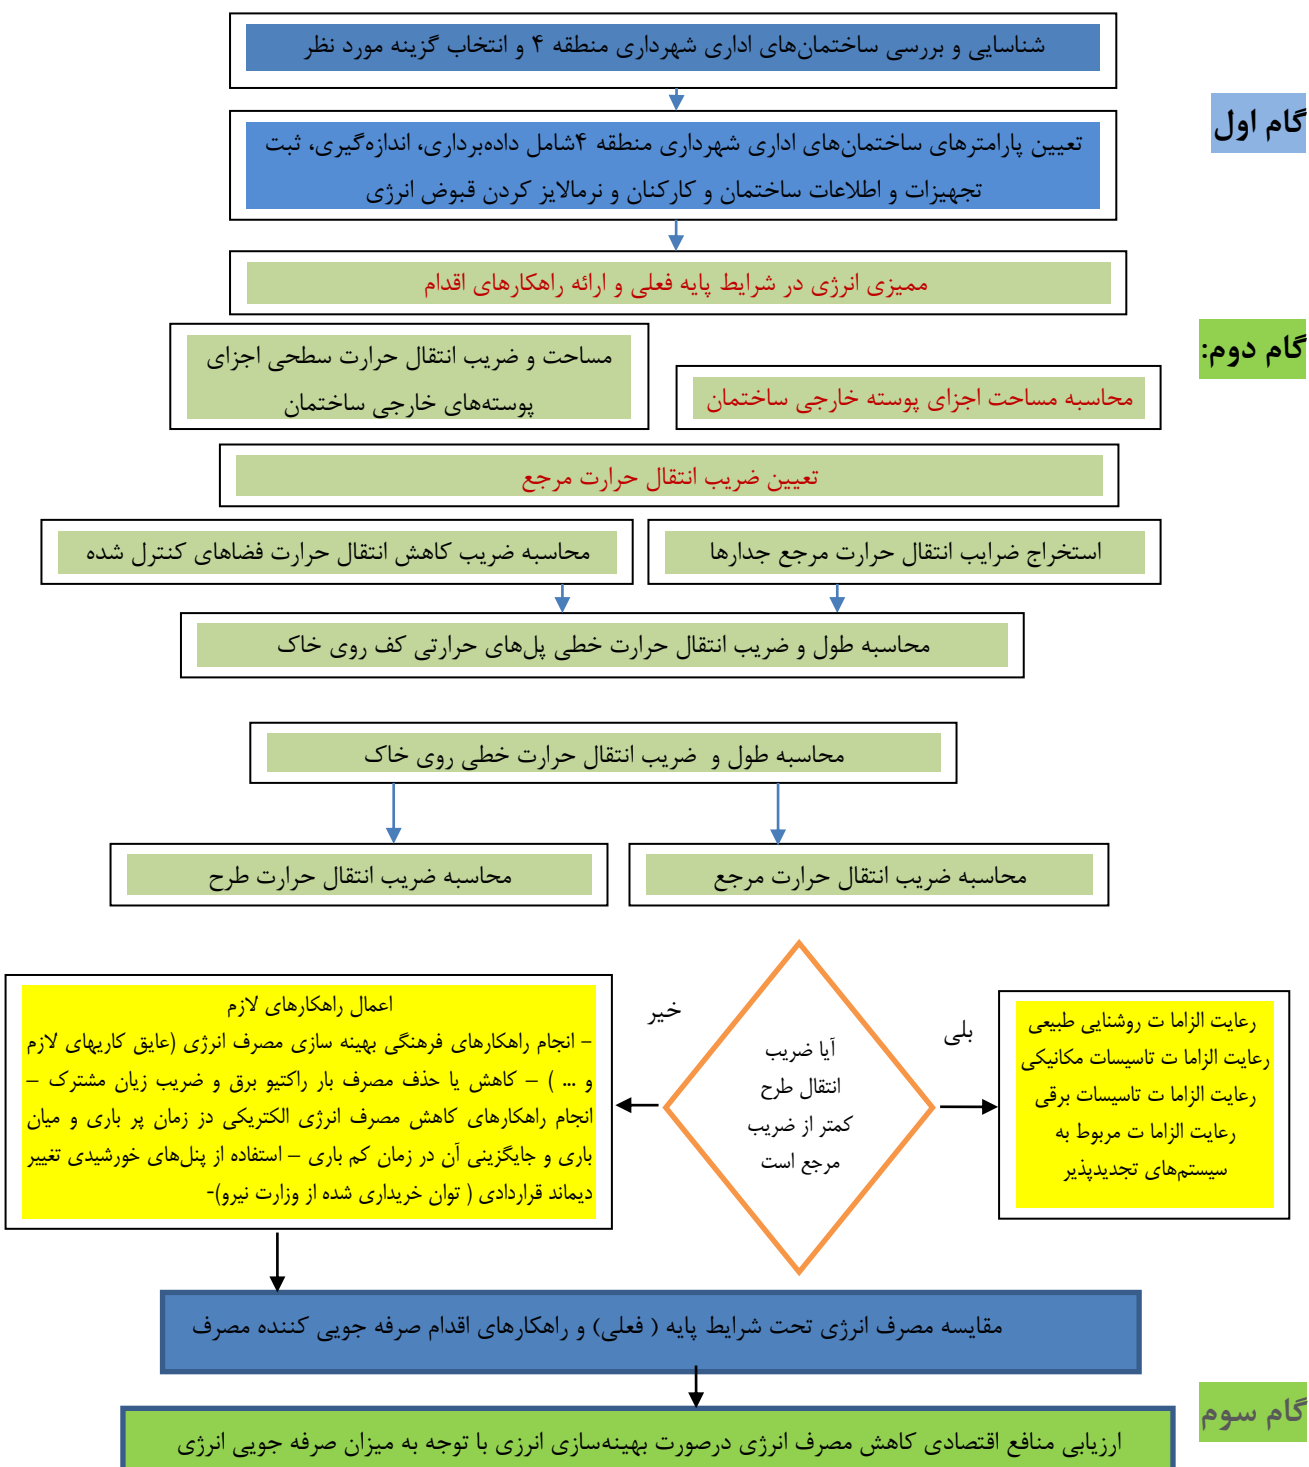 شناسایی و بررسی ساختمان‌های اداری شهرداری منطقه ۴ و انتخاب گزینه مورد نظر
گام اول
تعیین پارامترهای ساختمان‌های اداری شهرداری منطقه ۴شامل داده‌برداری، اندازه‌گیری، ثبت
تجهیزات و اطلاعات ساختمان و کارکنان و نرمالایز کردن قبوض انرژی
ممیزی انرژی در شرایط پایه فعلی و ارائه راهکارهای اقدام
گام دوم:
محاسبه مساحت اجزای پوسته خارجی ساختمان
مساحت و ضریب انتقال حرارت سطحی اجزای
پوسته‌های خارجی ساختمان
تعیین ضریب انتقال حرارت مرجع
استخراج ضرایب انتقال حرارت مرجع جدارها
محاسبه ضریب کاهش انتقال حرارت فضاهای کنترل شده
محاسبه طول و ضریب انتقال حرارت خطی پل‌های حرارتی کف روی خاک
محاسبه طول و ضریب انتقال حرارت خطی روی خاک
محاسبه ضریب انتقال حرارت مرجع
محاسبه ضریب انتقال حرارت طرح
رعایت الزاما ت روشنایی طبیعی
رعایت الزاما ت تاسیسات مکانیکی
رعایت الزاما ت تاسیسات برقی
رعایت الزاما ت مربوط به
سیستم‌های تجدیدپذیر
بلی
آیا ضریب
انتقال طرح
کمتر از ضریب
مرجع است
خیر
اعمال راهکارهای لازم
– انجام راهکارهای فرهنگی بهینه سازی مصرف انرژی (عایق کاریهای لازم
و ... ) – کاهش یا حذف مصرف بار راکتیو برق و ضریب زیان مشترک –
انجام راهکارهای کاهش مصرف انرژی الکتریکی دز زمان پر باری و میان
باری و جایگزینی آن در زمان کم باری – استفاده از پنل‌های خورشیدی تغییر
دیماند قراردادی ( توان خریداری شده از وزارت نیرو)-
مقایسه مصرف انرژی تحت شرایط پایه ( فعلی) و راهکارهای اقدام صرفه جویی کننده مصرف
گام سوم
ارزیابی منافع اقتصادی کاهش مصرف انرژی درصورت بهینه‌سازی انرزی با توجه به میزان صرفه جویی انرژی